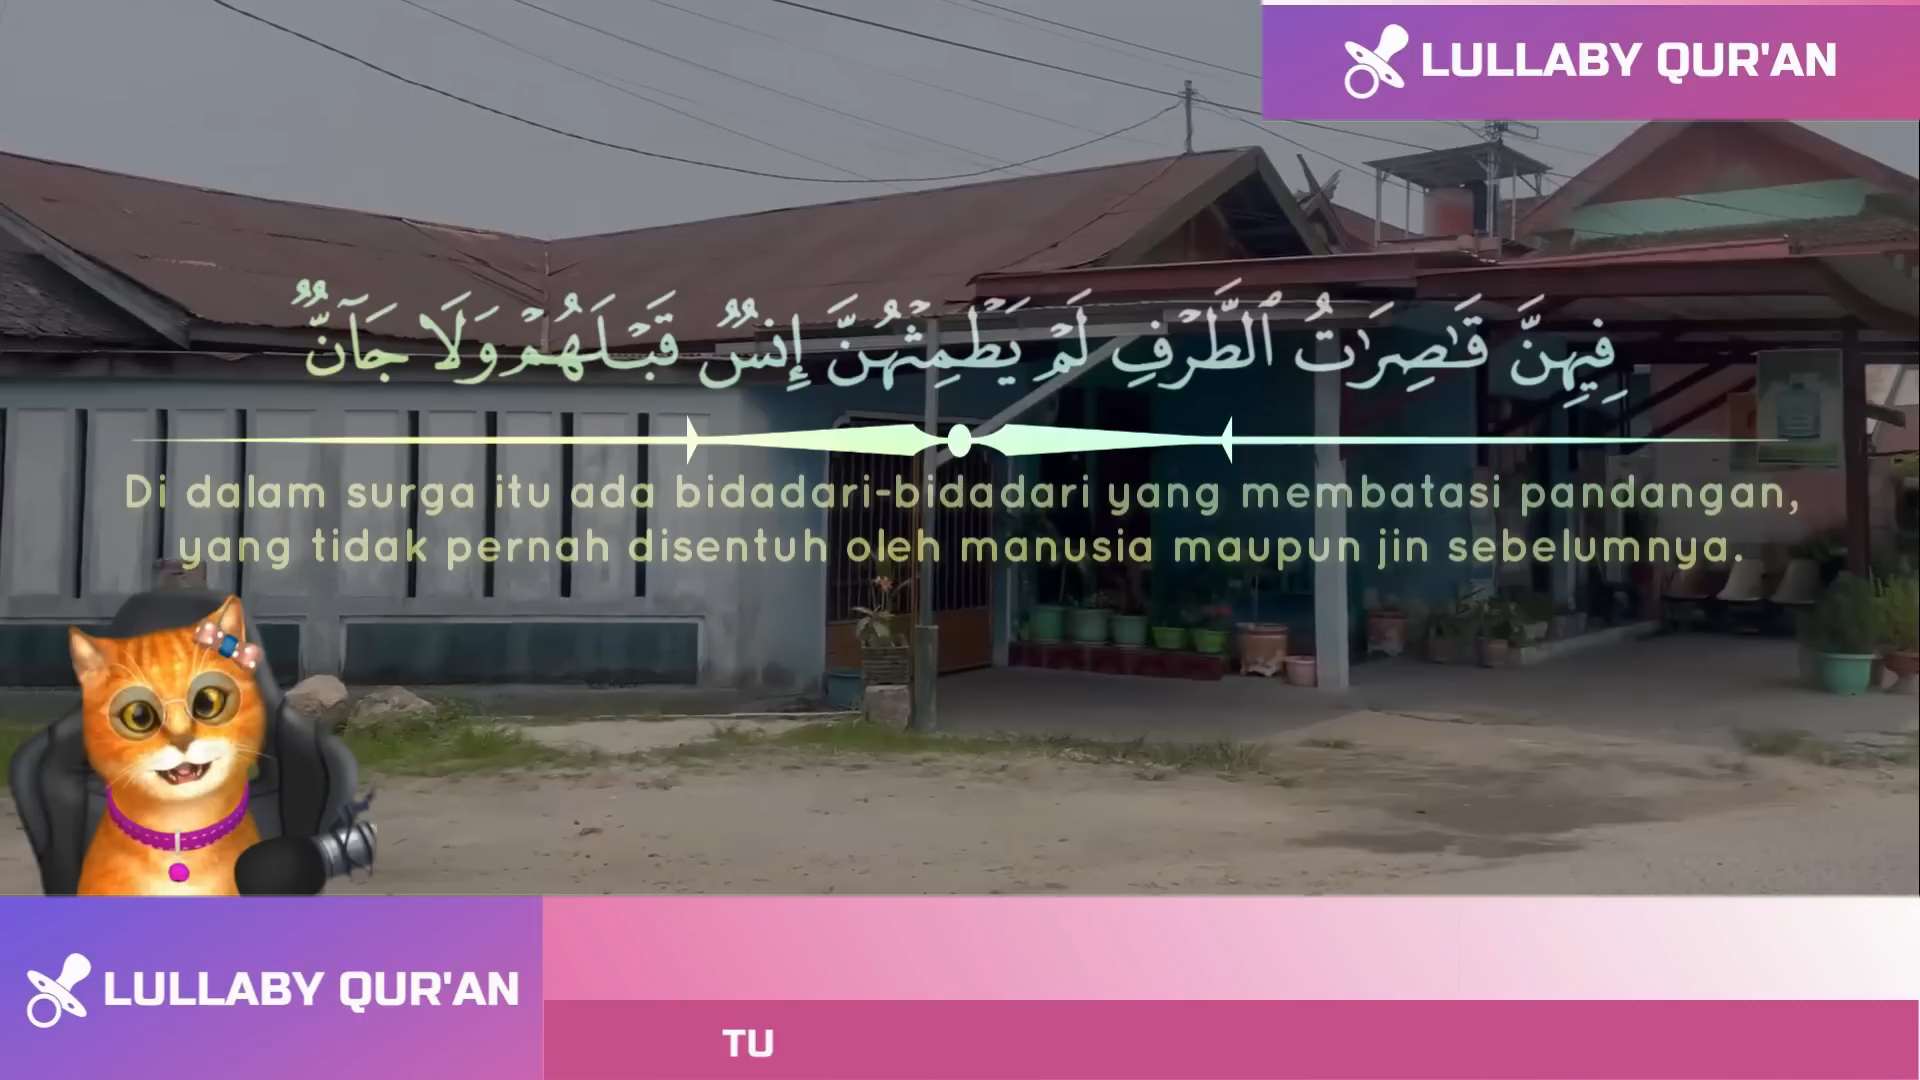 LULLABY QUR'AN
فِيهِنَّ قَٰصِرَٰتُ ٱلطَّرْفِ لَمْ يَطْمِثْهُنَّ إِنسٌ قَبْلَهُمْ وَلَا جَآنٌّ
Di dalam surga itu ada bidadari-bidadari yang membatasi pandangan,
yang tidak pernah disentuh oleh manusia maupun jin sebelumnya.
LULLABY QUR'AN
TU